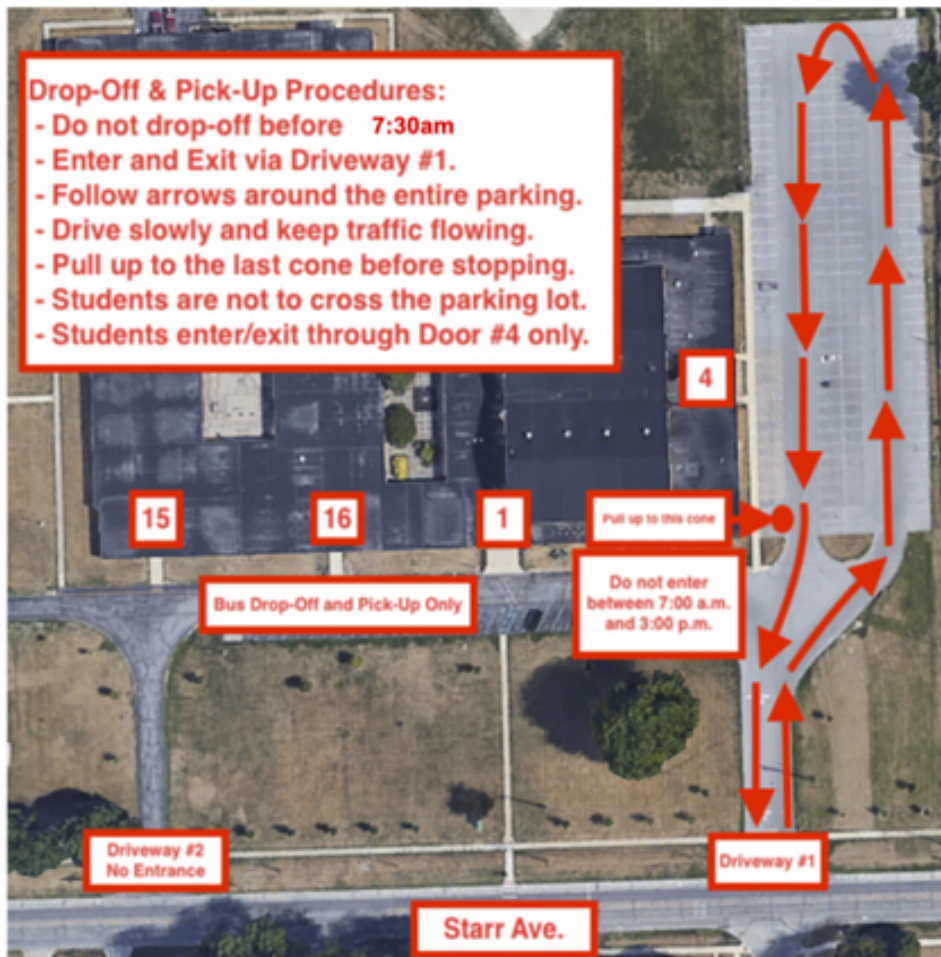 Drop-Off & Pick-Up Procedures:
- Do not drop-off before 7:30am
- Enter and Exit via Driveway #1.
- Follow arrows around the entire parking.
- Drive slowly and keep traffic flowing.
- Pull up to the last cone before stopping.
- Students are not to cross the parking lot.
- Students enter/exit through Door #4 only.
4
15
16
1
Pull up to this cone
Do not enter
between 7:00 a.m.
and 3:00 p.m.
Bus Drop-Off and Pick-Up Only
Driveway #2
No Entrance
Driveway #1
Starr Ave.